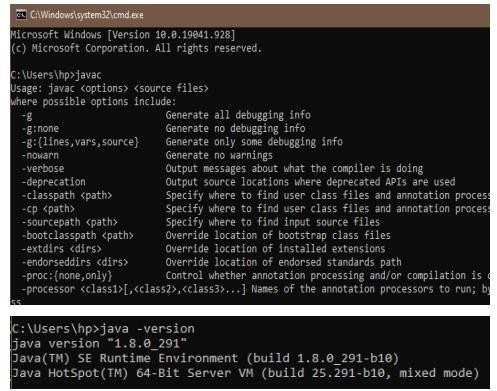 C:\Windows\system32\cmd.exe
Microsoft Windows [Version 10.0.19041.928]
(c) Microsoft Corporation. All rights reserved.
C:\Users\hp>javac
Usage: javac <options> <source files>
where possible options include:
-g Generate all debugging info
-g:none Generate no debugging info
-g:{lines,vars,source} Generate only some debugging info
-nowarn Generate no warnings
-verbose Output messages about what the compiler is doing
-deprecation Output source locations where deprecated APIs are used
-classpath <path> Specify where to find user class files and annotation process
-cp <path> Specify where to find user class files and annotation process
-sourcepath <path> Specify where to find input source files
-bootclasspath <path> Override location of bootstrap class files
-extdirs <dirs> Override location of installed extensions
-endorseddirs <dirs> Override location of endorsed standards path
-proc:{none,only} Control whether annotation processing and/or compilation is
-processor <class1>[,<class2>,<class3>...] Names of the annotation processors to run; by
C:\Users\hp>java -version
java version "1.8.0_291"
Java(TM) SE Runtime Environment (build 1.8.0_291-b10)
Java HotSpot(TM) 64-Bit Server VM (build 25.291-b10, mixed mode)